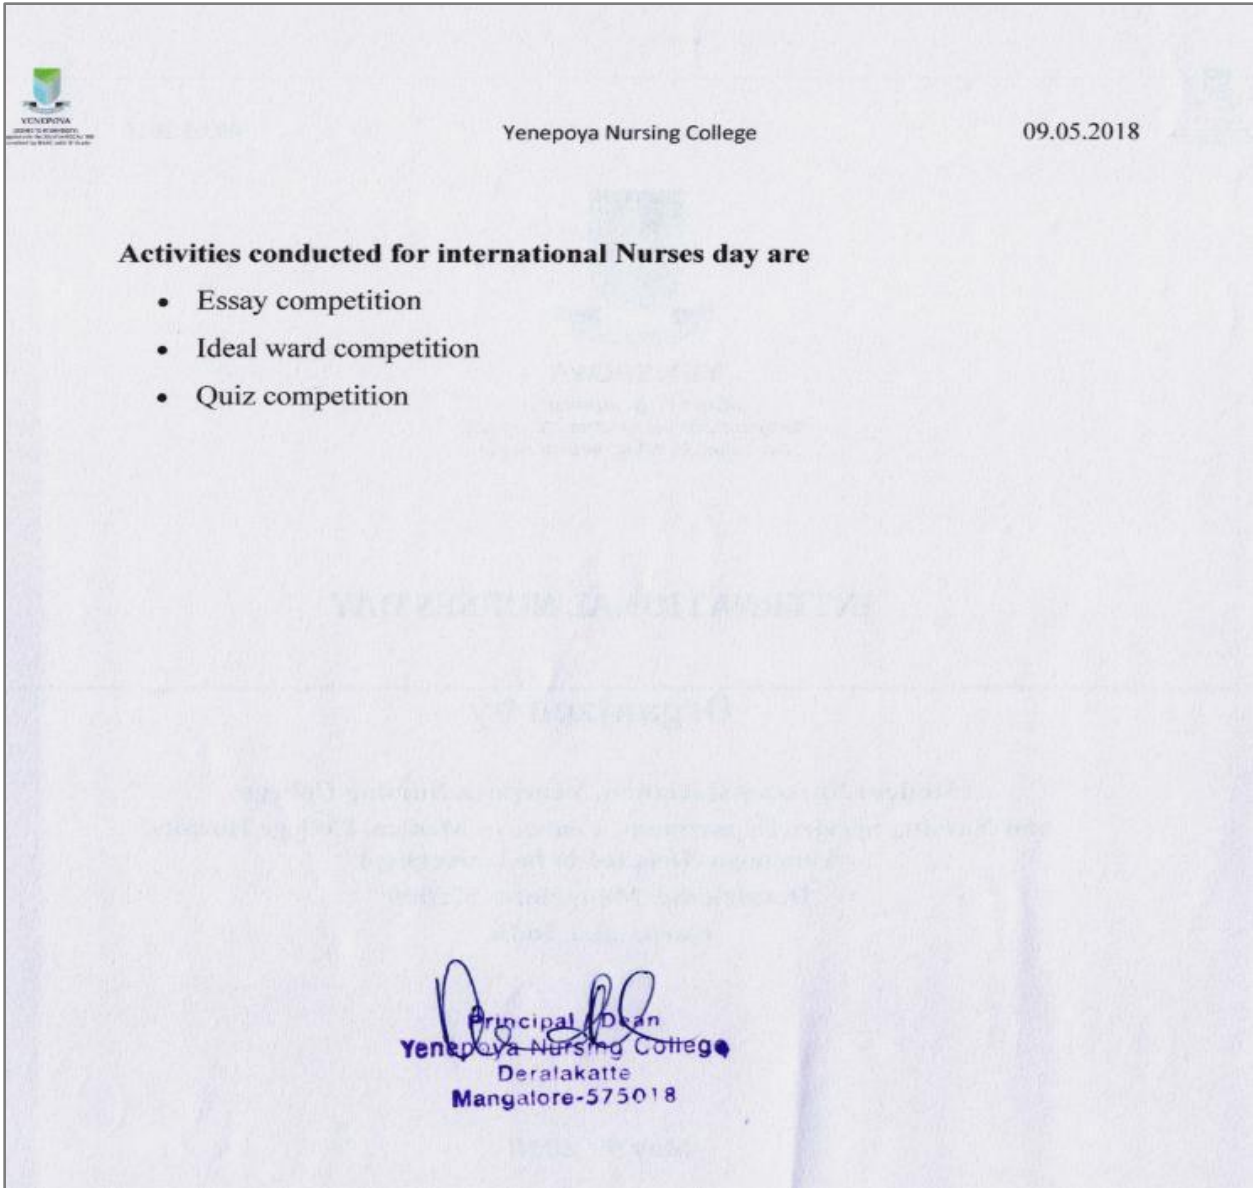 YENEPOYA
Yenepoya Nursing College 09.05.2018
Activities conducted for international Nurses day are
• Essay competition
• Ideal ward competition
• Quiz competition
Principal / Dean
Yenepoya Nursing College
Deralakatte
Mangalore-575018